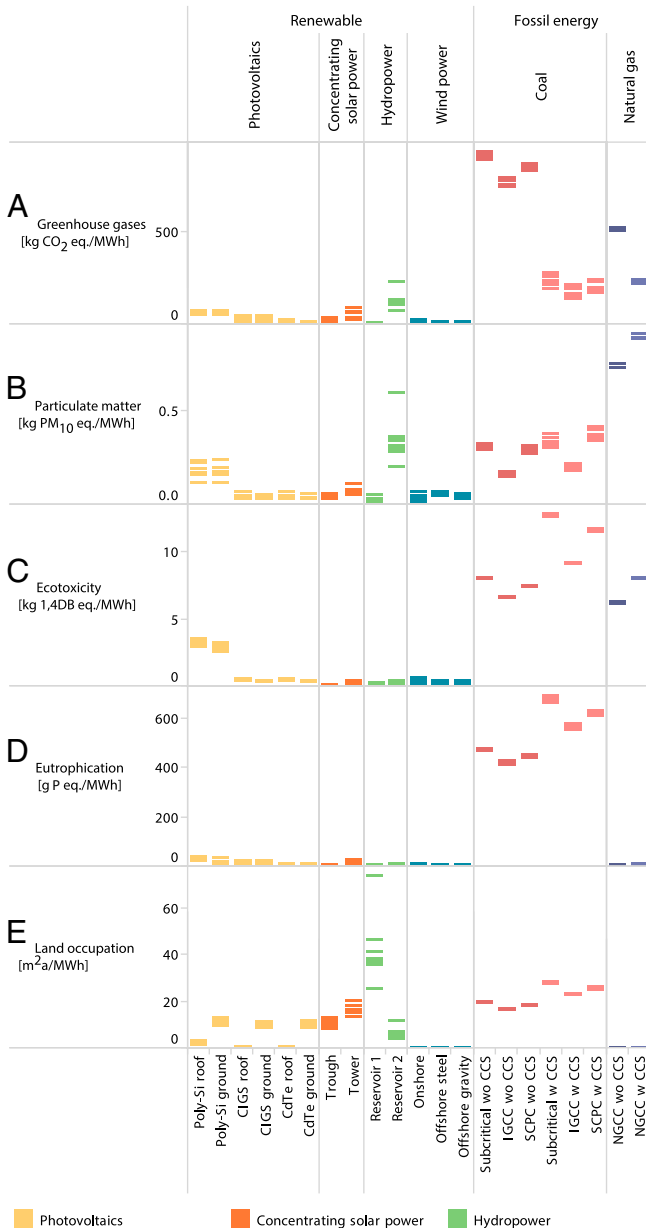 Renewable
Fossil energy
Photovoltaics
Concentrating
solar power
Hydropower
Wind power
Coal
Natural gas
A
Greenhouse gases
[kg CO2 eq./MWh]
500
0
B
Particulate matter
[kg PM10 eq./MWh]
0.5
0.0
C
Ecotoxicity
[kg 1,4DB eq./MWh]
10
5
0
D
Eutrophication
[g P eq./MWh]
600
400
200
0
E
Land occupation
[m2a/MWh]
60
40
20
0
Poly-Si roof
Poly-Si ground
CIGS roof
CIGS ground
CdTe roof
CdTe ground
Trough
Tower
Reservoir 1
Reservoir 2
Onshore
Offshore steel
Offshore gravity
Subcritical wo CCS
IGCC wo CCS
SCPC wo CCS
Subcritical w CCS
IGCC w CCS
SCPC w CCS
NGCC wo CCS
NGCC w CCS
Photovoltaics
Concentrating solar power
Hydropower